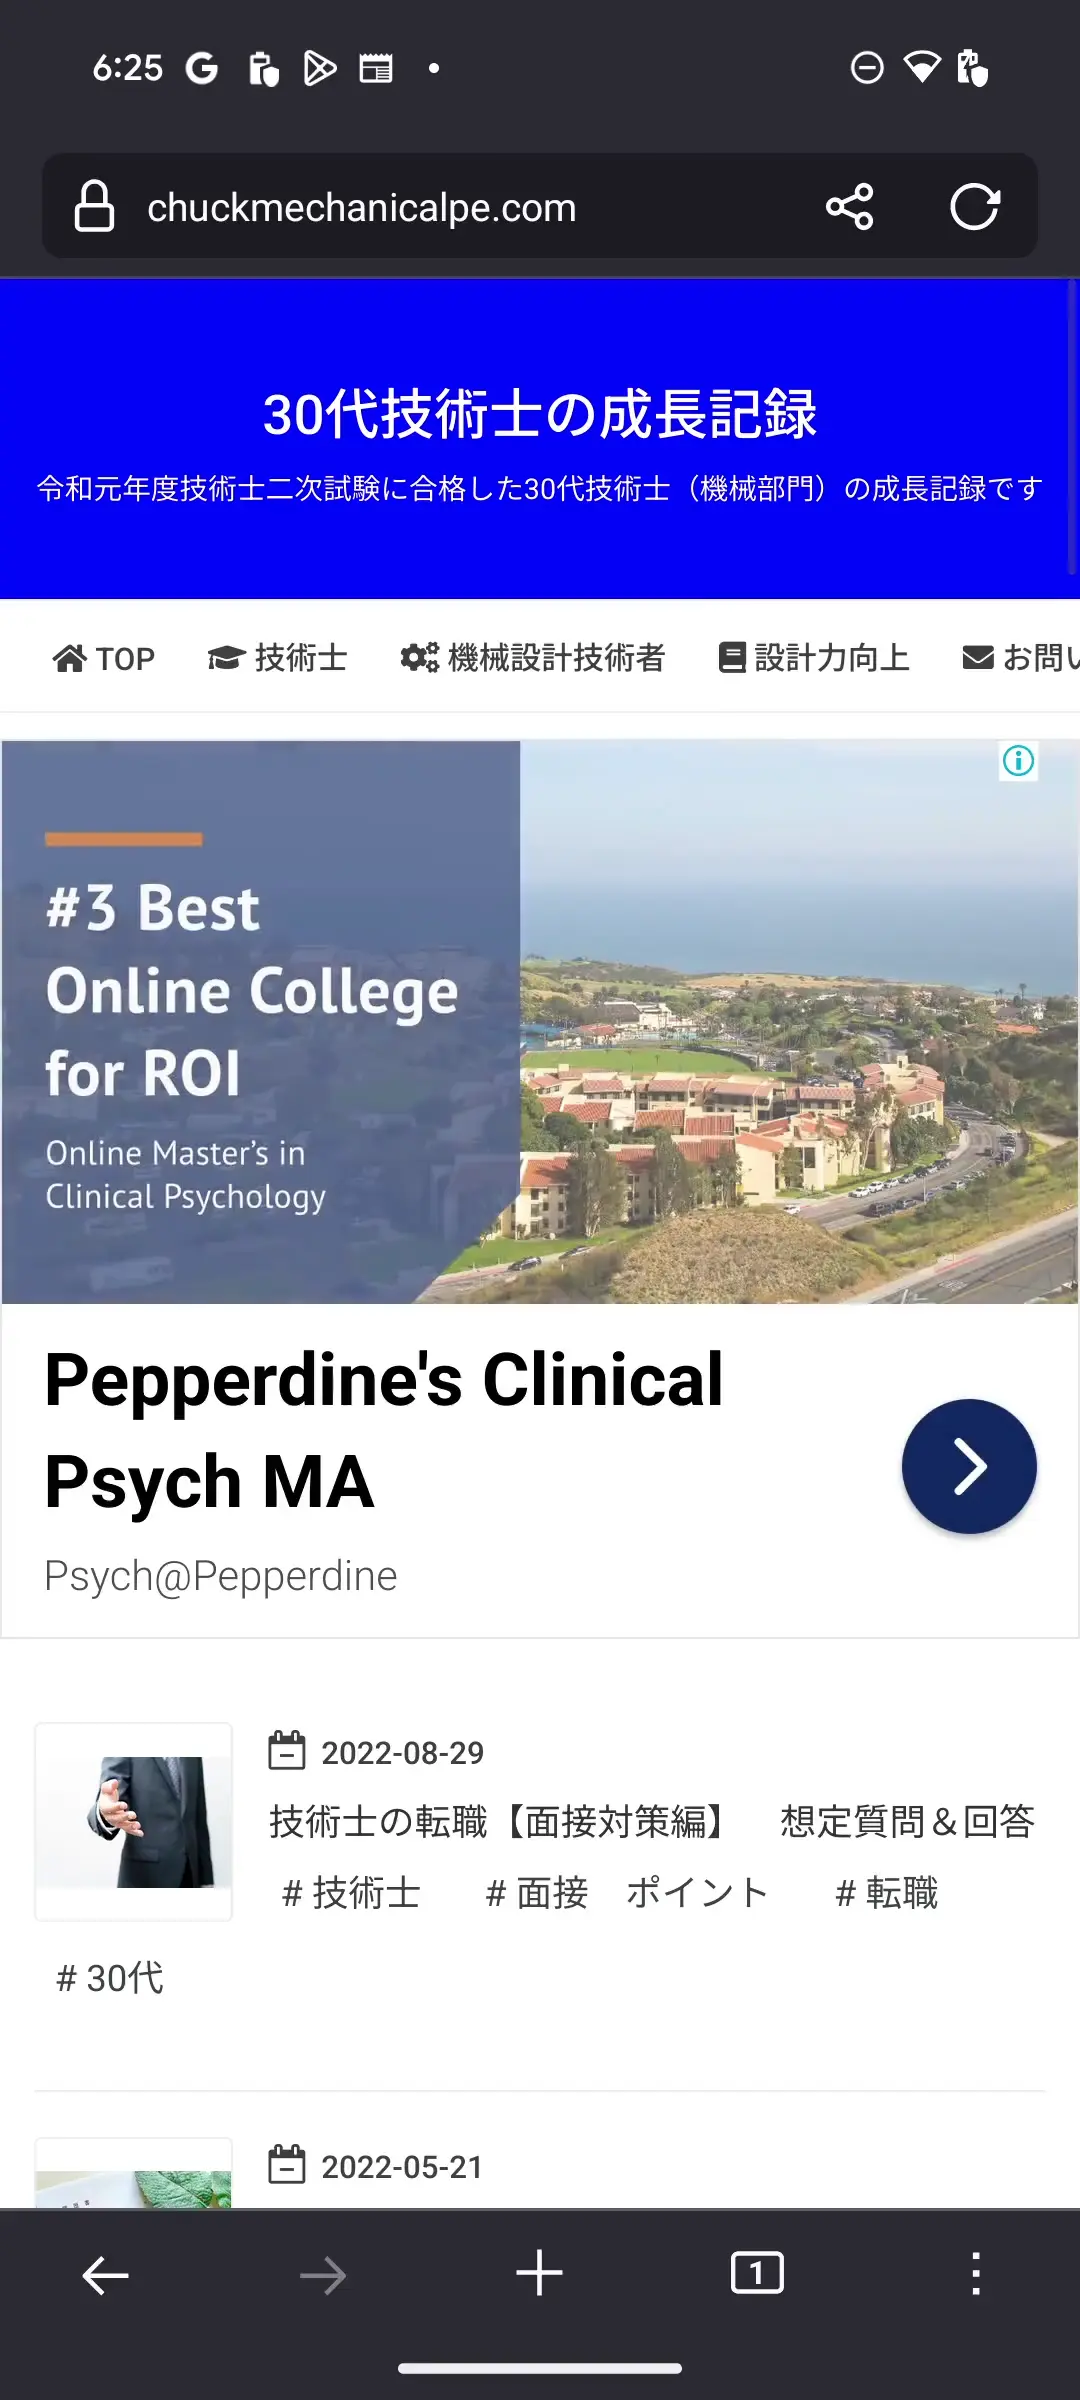 6:25
chuckmechanicalpe.com
30代技術士の成長記録
令和元年度技術士二次試験に合格した30代技術士（機械部門）の成長記録です
TOP 技術士 機械設計技術者 設計力向上 お問い
#3 Best
Online College
for ROI
Online Master's in
Clinical Psychology
Pepperdine's Clinical
Psych MA
Psych@Pepperdine
2022-08-29
技術士の転職【面接対策編】　想定質問＆回答
# 技術士 # 面接　ポイント # 転職
# 30代
2022-05-21
1